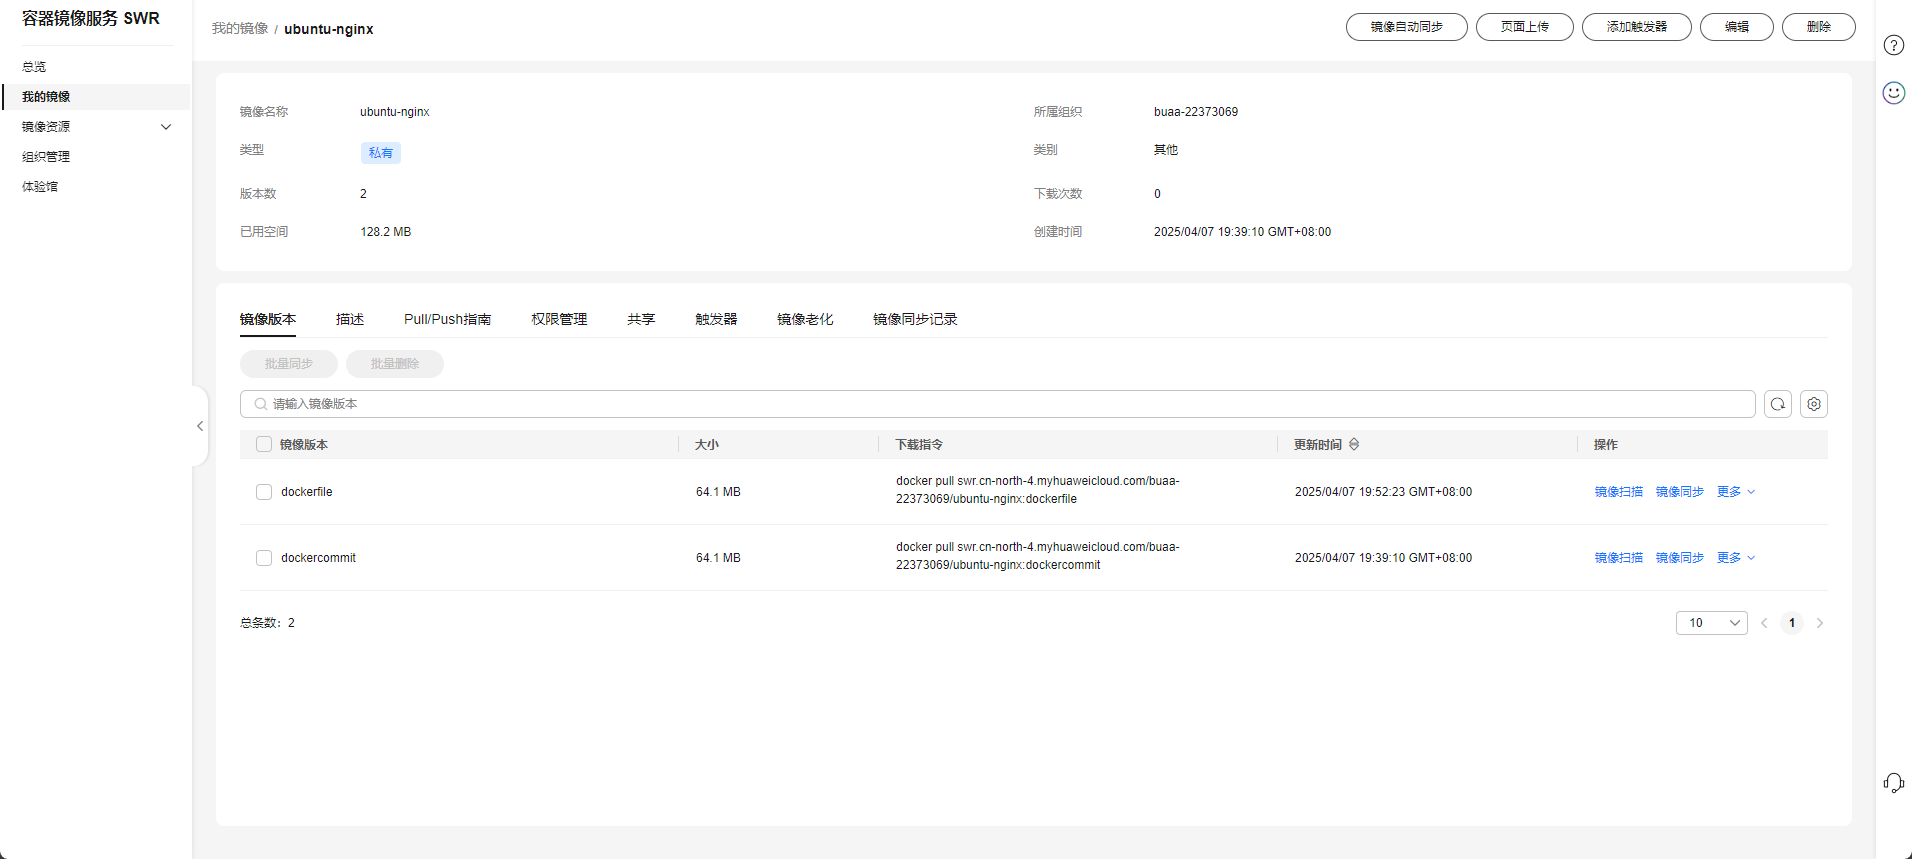 容器镜像服务 SWR
总览
我的镜像
镜像资源
组织管理
体验馆
我的镜像 / ubuntu-nginx
镜像自动同步
页面上传
添加触发器
编辑
删除
镜像名称 ubuntu-nginx
所属组织 buaa-22373069
类型 私有
类别 其他
版本数 2
下载次数 0
已用空间 128.2 MB
创建时间 2025/04/07 19:39:10 GMT+08:00
镜像版本 描述 Pull/Push指南 权限管理 共享 触发器 镜像老化 镜像同步记录
批量同步 批量删除
请输入镜像版本
镜像版本 大小 下载指令 更新时间 操作
dockerfile 64.1 MB
docker pull swr.cn-north-4.myhuaweicloud.com/buaa-
22373069/ubuntu-nginx:dockerfile
2025/04/07 19:52:23 GMT+08:00
镜像扫描 镜像同步 更多
dockercommit 64.1 MB
docker pull swr.cn-north-4.myhuaweicloud.com/buaa-
22373069/ubuntu-nginx:dockercommit
2025/04/07 19:39:10 GMT+08:00
镜像扫描 镜像同步 更多
总条数：2
10
1